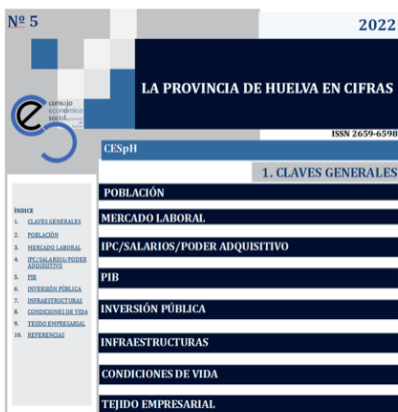 Nº 5
2022
LA PROVINCIA DE HUELVA EN CIFRAS
consejo
económico
social
ISSN 2659-6598
CESpH
1. CLAVES GENERALES
POBLACIÓN
MERCADO LABORAL
IPC/SALARIOS/PODER ADQUISITIVO
PIB
INVERSIÓN PÚBLICA
INFRAESTRUCTURAS
CONDICIONES DE VIDA
TEJIDO EMPRESARIAL
ÍNDICE
1. CLAVES GENERALES
2. POBLACIÓN
3. MERCADO LABORAL
4. IPC/SALARIOS/PODER
ADQUISITIVO
5. PIB
6. INVERSIÓN PÚBLICA
7. INFRAESTRUCTURAS
8. CONDICIONES DE VIDA
9. TEJIDO EMPRESARIAL
10. REFERENCIAS